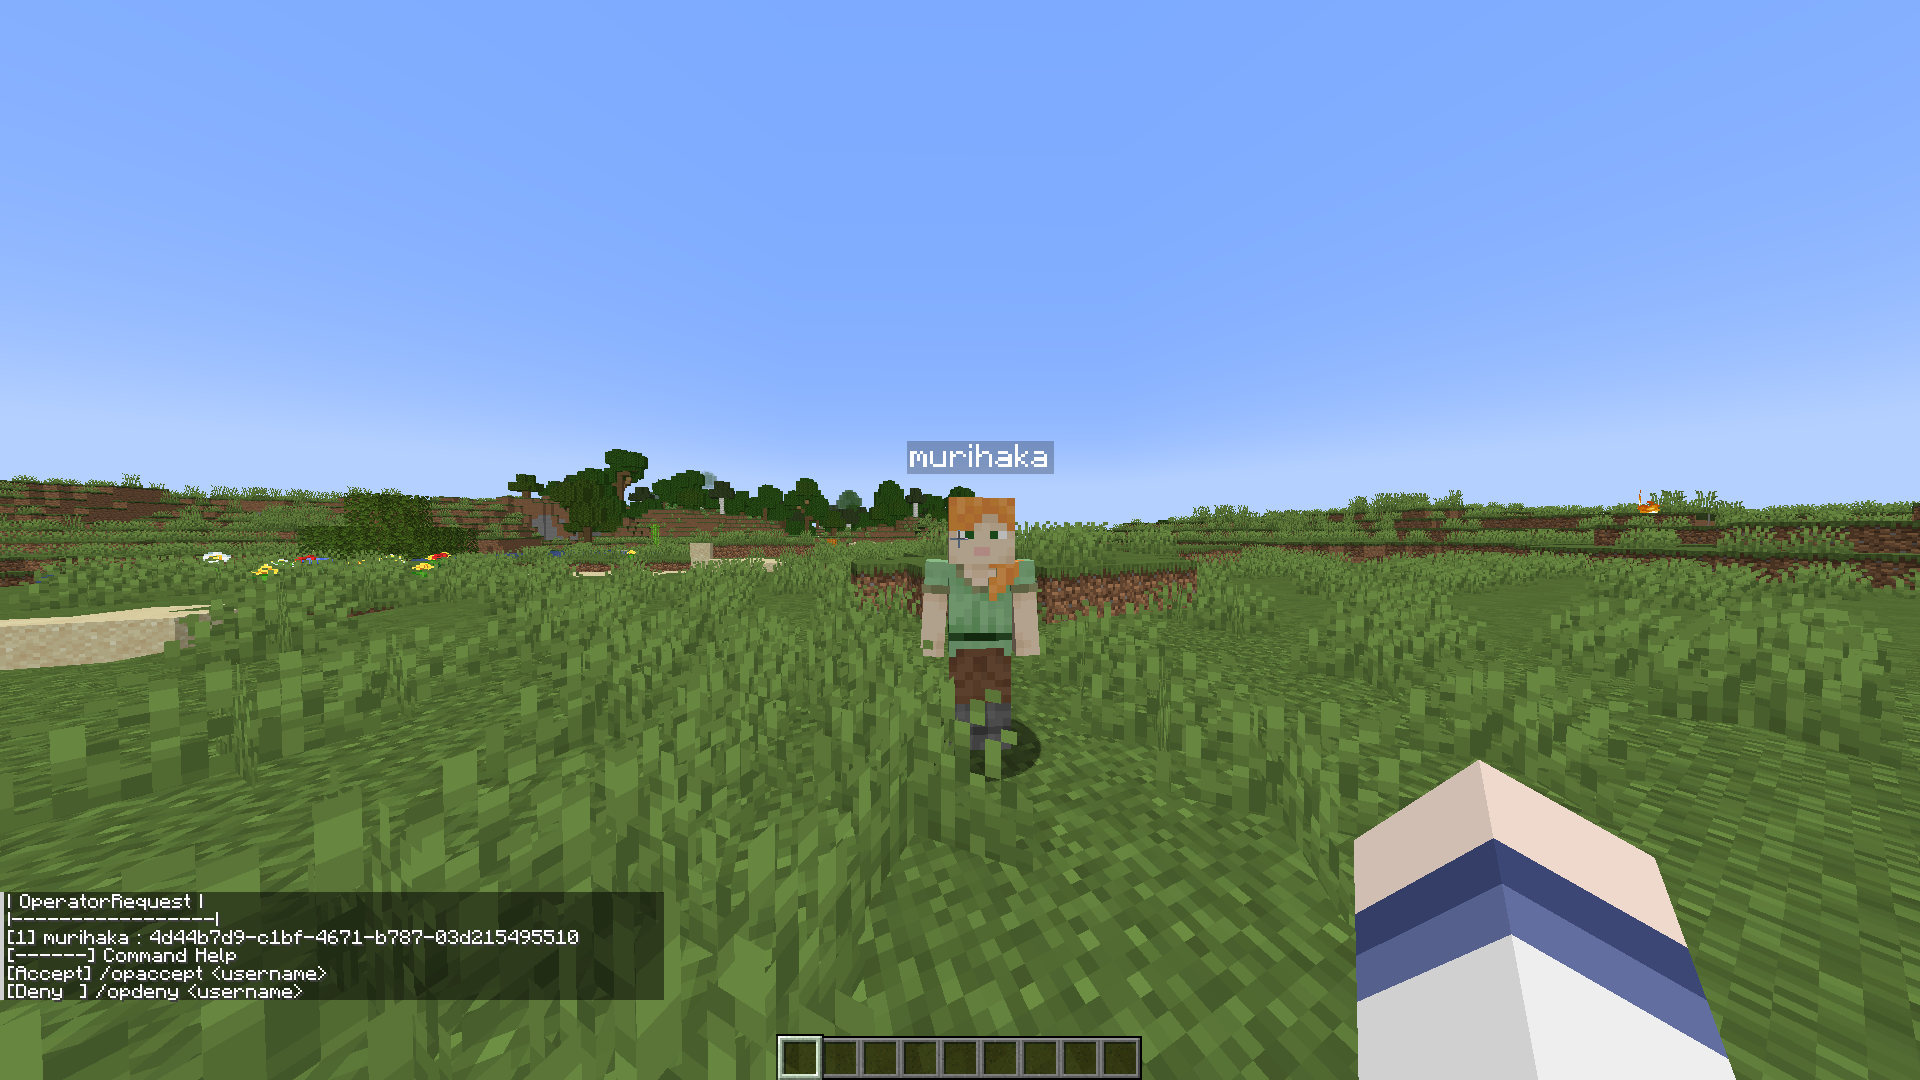 murihaka
| OperatorRequest |
|-----------------|
[1] murihaka : 4d44b7d9-c1bf-4671-b787-03d215495510
[------] Command Help
[Accept] /opaccept <username>
[Deny  ] /opdeny <username>